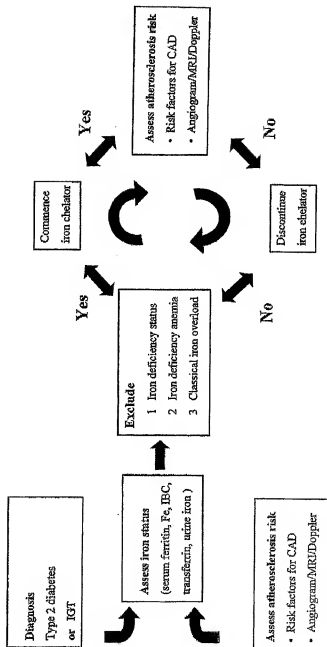 Diagnosis
Type 2 diabetes
or IGT
Assess atherosclerosis risk
• Risk factors for CAD
• Angiogram/MRI/Doppler
Assess iron status
(serum ferritin, Fe, IBC,
transferrin, urine iron )
Exclude
1 Iron deficiency status
2 Iron deficiency anemia
3 Classical iron overload
Yes
No
Commence
iron chelator
Discontinue
iron chelator
Yes
No
Assess atherosclerosis risk
• Risk factors for CAD
• Angiogram/MRI/Doppler